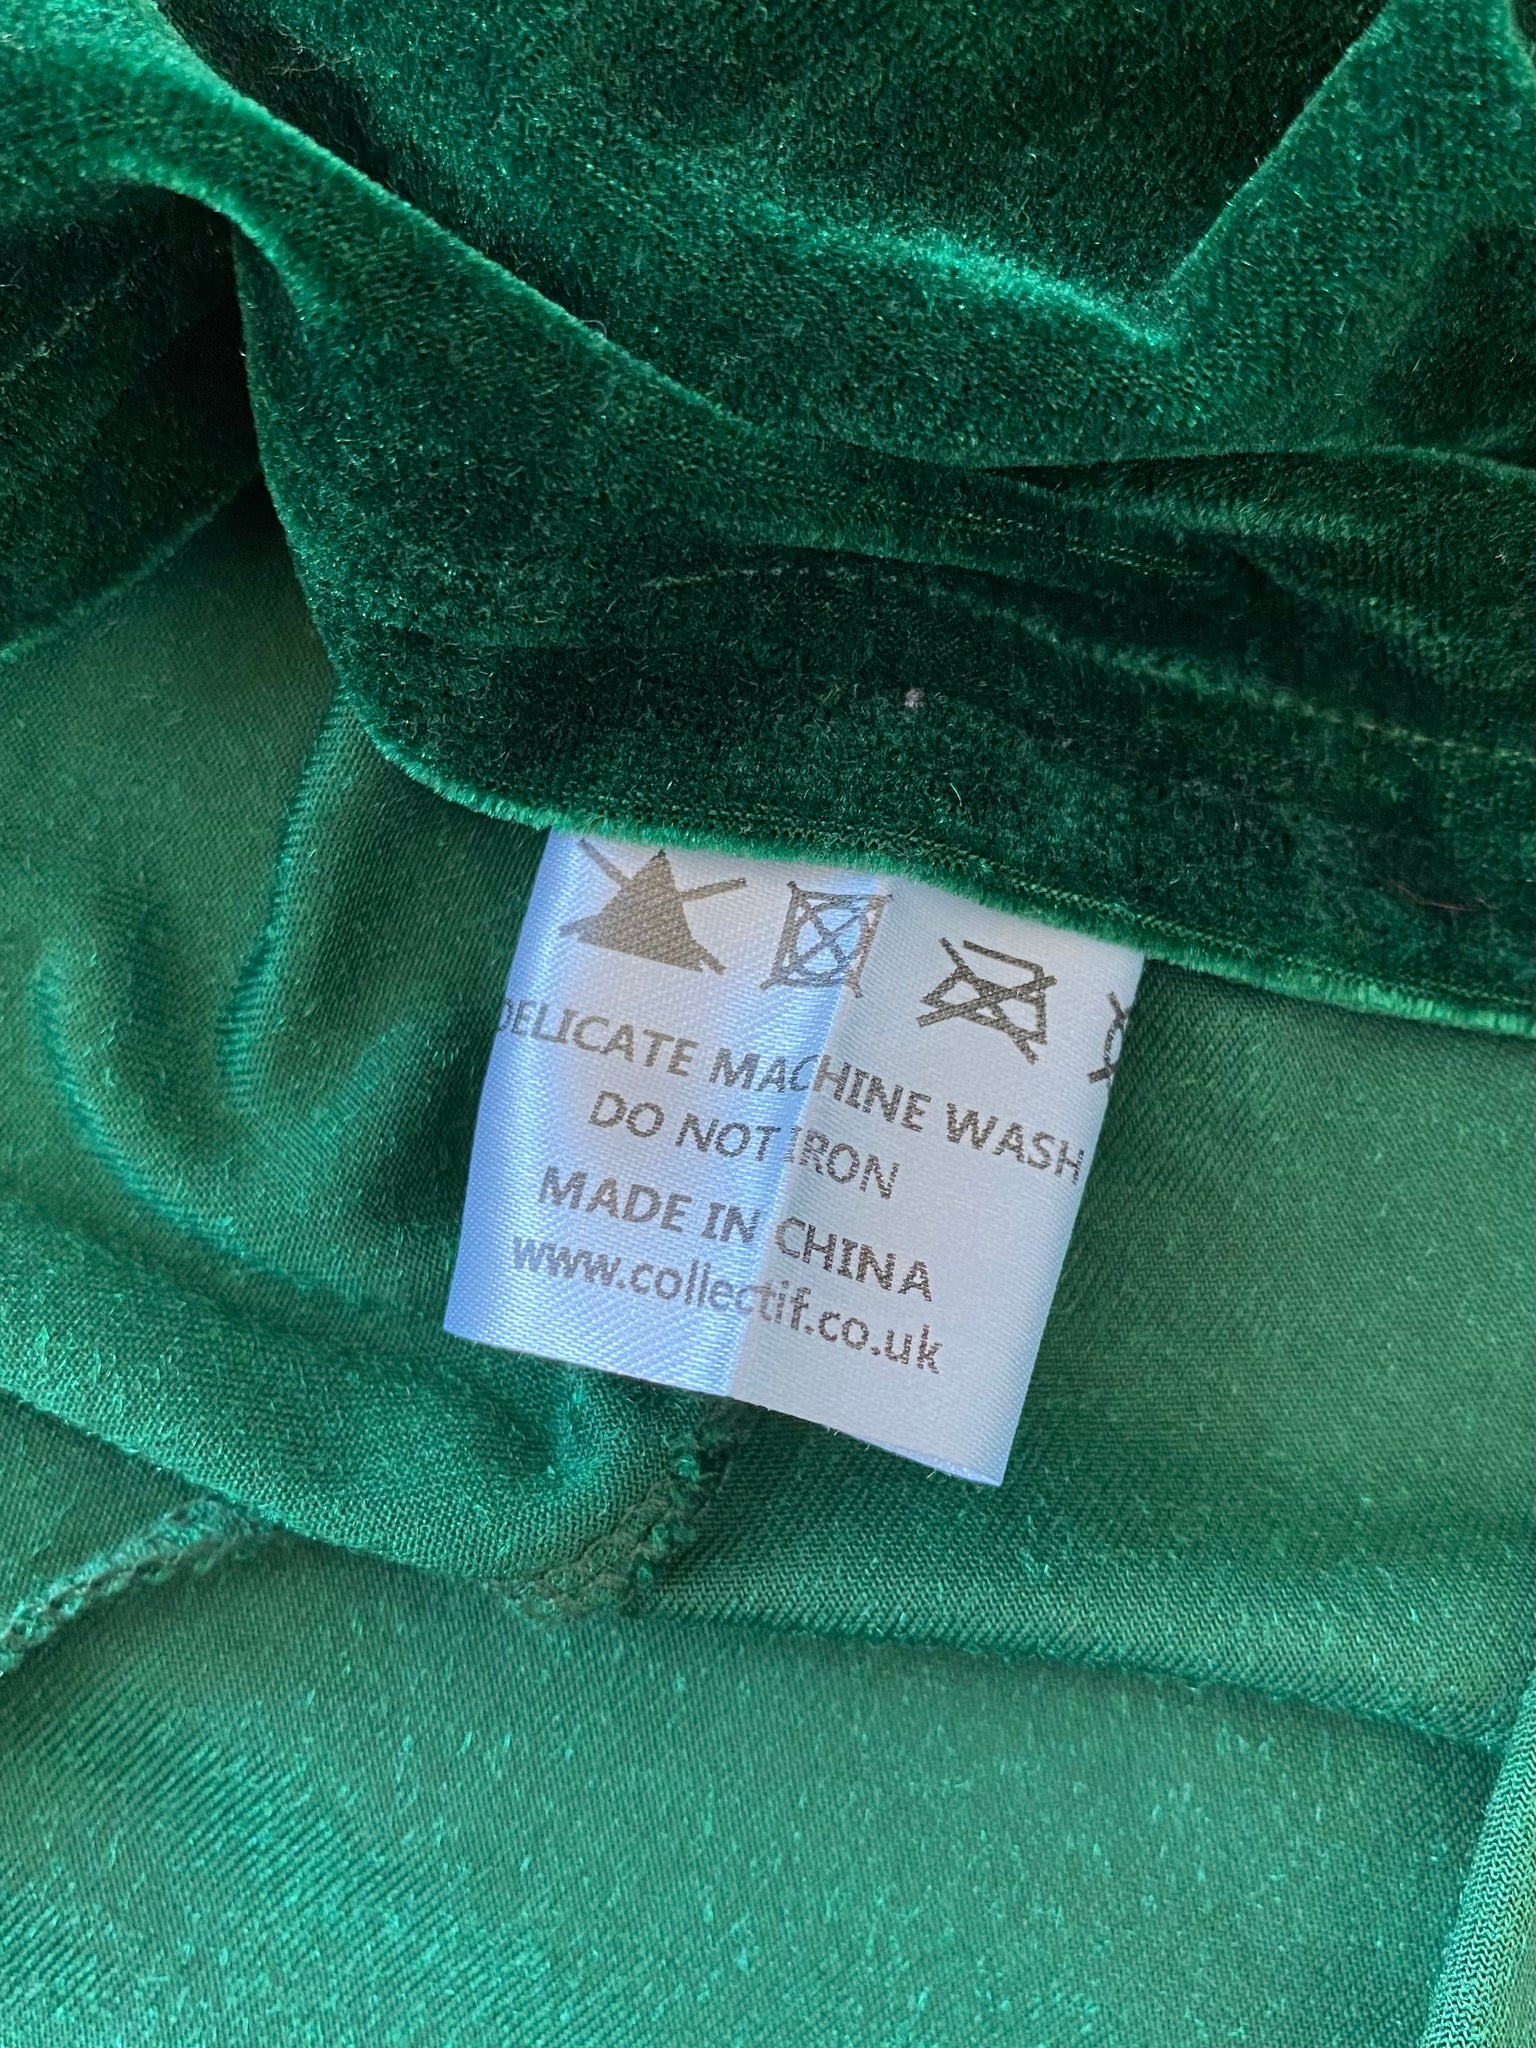 DELICATE MACHINE WASH
DO NOT IRON
MADE IN CHINA
www.collectif.co.uk